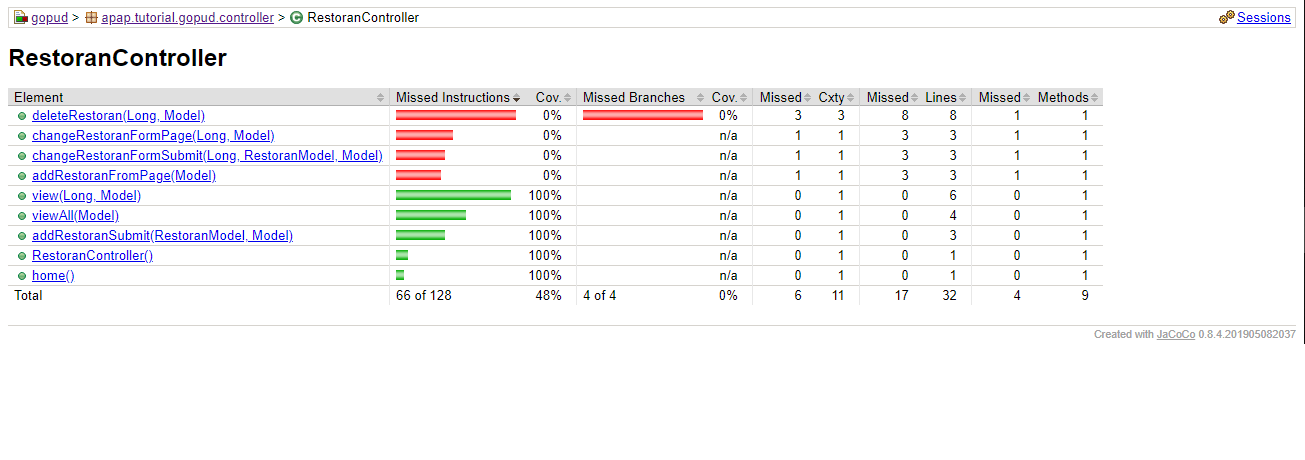 gopud > apap.tutorial.gopud.controller > RestoranController Sessions
RestoranController
Element Missed Instructions Cov. Missed Branches Cov. Missed Cxty Missed Lines Missed Methods
deleteRestoran(Long, Model) 0% 0% 3 3 8 8 1 1
changeRestoranFormPage(Long, Model) 0% n/a 1 1 3 3 1 1
changeRestoranFormSubmit(Long, RestoranModel, Model) 0% n/a 1 1 3 3 1 1
addRestoranFromPage(Model) 0% n/a 1 1 3 3 1 1
view(Long, Model) 100% n/a 0 1 0 6 0 1
viewAll(Model) 100% n/a 0 1 0 4 0 1
addRestoranSubmit(RestoranModel, Model) 100% n/a 0 1 0 3 0 1
RestoranController() 100% n/a 0 1 0 1 0 1
home() 100% n/a 0 1 0 1 0 1
Total 66 of 128 48% 4 of 4 0% 6 11 17 32 4 9
Created with JaCoCo 0.8.4.201905082037